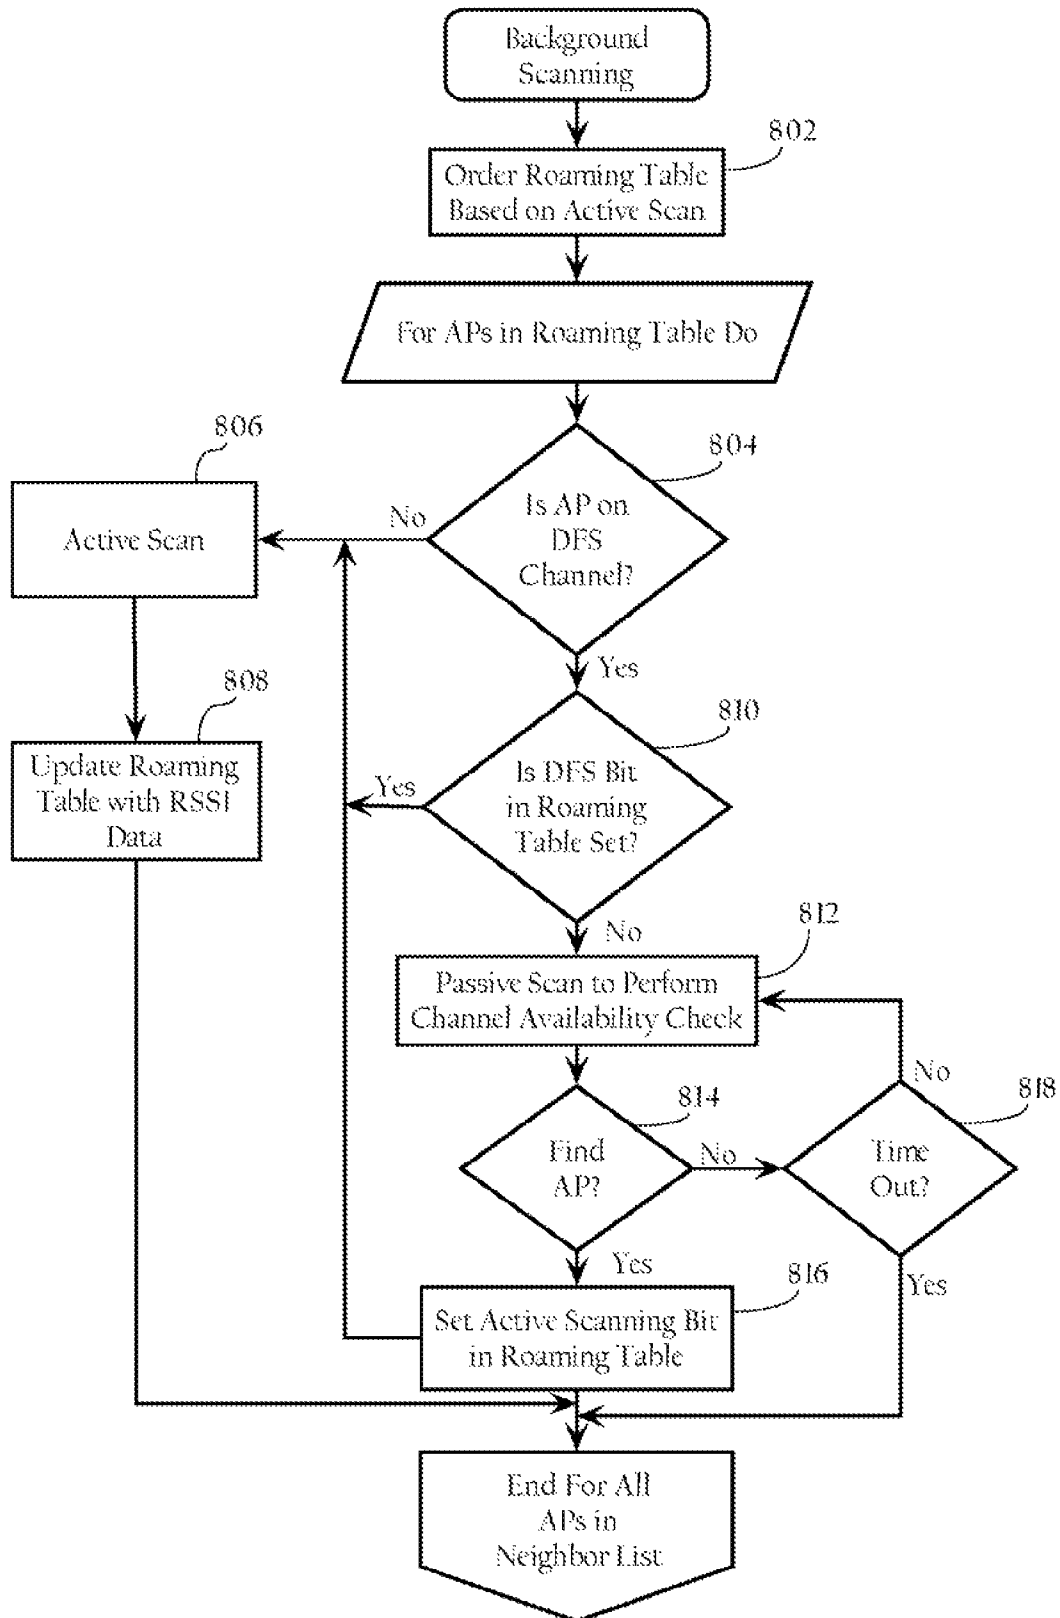 Background
Scanning
802
Order Roaming Table
Based on Active Scan
For APs in Roaming Table Do
806
804
No
Is AP on
DFS
Channel?
Active Scan
Yes
808
810
Update Roaming
Table with RSSI
Data
Yes
Is DFS Bit
in Roaming
Table Set?
No
812
Passive Scan to Perform
Channel Availability Check
No
814
818
Find
AP?
No
Time
Out?
Yes
816
Yes
Set Active Scanning Bit
in Roaming Table
End For All
APs in
Neighbor List